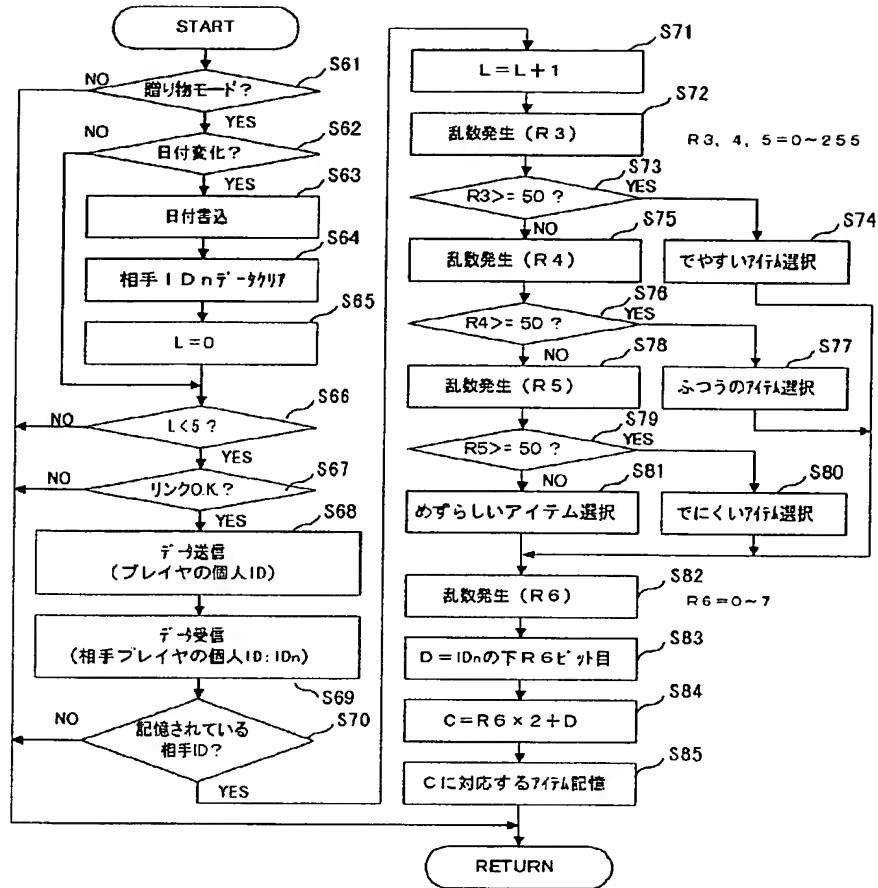 START
S61
NO
贈り物モード?
YES
S62
NO
日付変化?
YES
S63
日付書込
S64
相手IDnデータクリア
S65
L=0
S66
NO
L<5?
YES
S67
NO
リンクO.K.?
YES
S68
データ送信
(プレイヤの個人ID)
データ受信
(相手プレイヤの個人ID:IDn)
S69
S70
NO
記憶されている
相手ID?
YES
S71
L=L+1
S72
乱数発生(R3)
R3, 4, 5=0~255
S73
R3>=50?
YES
NO
S74
でやすいアイテム選択
S75
乱数発生(R4)
S76
R4>=50?
YES
NO
S77
ふつうのアイテム選択
S78
乱数発生(R5)
S79
R5>=50?
YES
NO
S80
でにくいアイテム選択
S81
めずらしいアイテム選択
S82
乱数発生(R6)
R6=0~7
S83
D=IDnの下R6ビット目
S84
C=R6×2+D
S85
Cに対応するアイテム記憶
RETURN